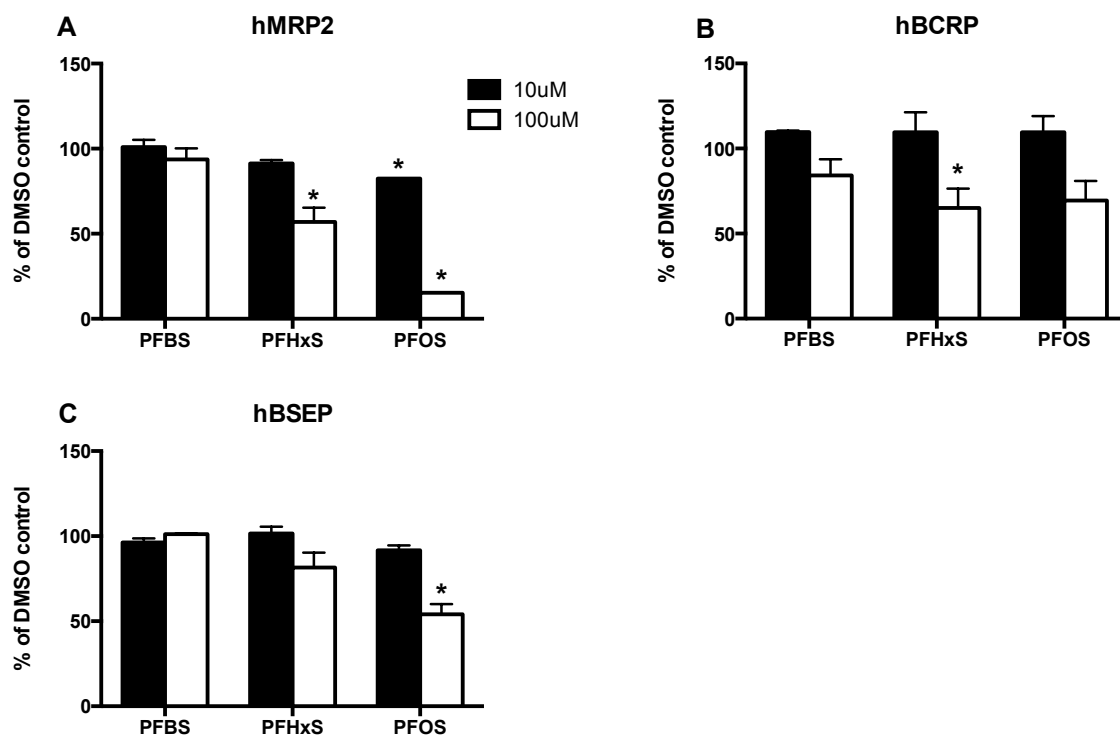 A
hMRP2
150
100
50
0
% of DMSO control
*
*
*
PFBS
PFHxS
PFOS
10uM
100uM
B
hBCRP
150
100
50
0
% of DMSO control
*
PFBS
PFHxS
PFOS
C
hBSEP
150
100
50
0
% of DMSO control
*
PFBS
PFHxS
PFOS